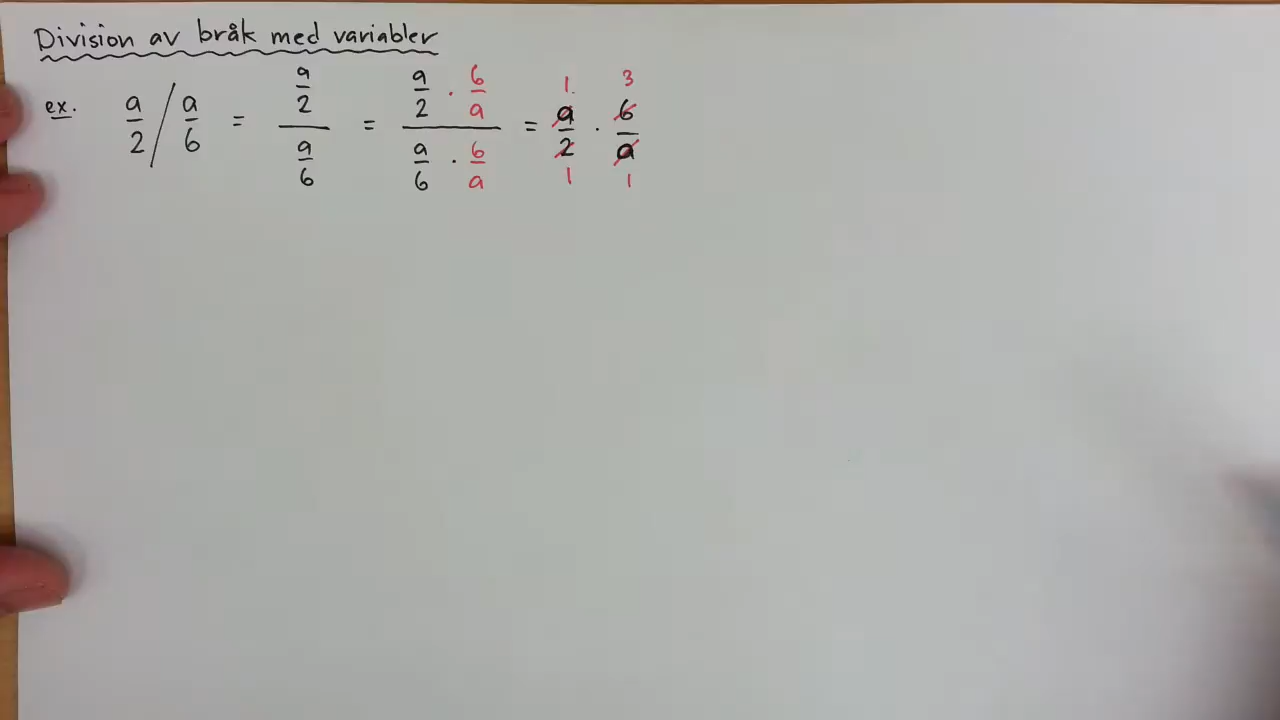 Division av bråk med variabler
ex. a/2 / a/6 = (a/2)/(a/6) = (a/2 · 6/a)/(a/6 · 6/a) = a/2 · 6/a
1 3
1 1